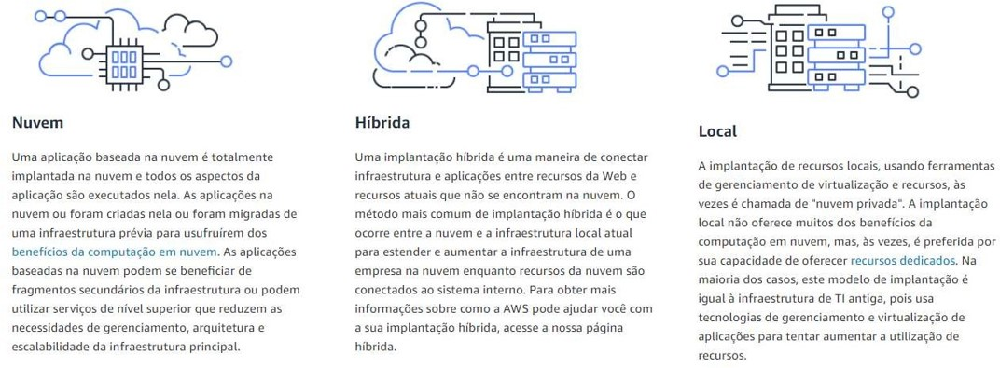 Nuvem
Uma aplicação baseada na nuvem é totalmente
implantada na nuvem e todos os aspectos da
aplicação são executados nela. As aplicações na
nuvem ou foram criadas nela ou foram migradas de
uma infraestrutura prévia para usufruírem dos
benefícios da computação em nuvem. As aplicações
baseadas na nuvem podem se beneficiar de
fragmentos secundários da infraestrutura ou podem
utilizar serviços de nível superior que reduzem as
necessidades de gerenciamento, arquitetura e
escalabilidade da infraestrutura principal.
Híbrida
Uma implantação híbrida é uma maneira de conectar
infraestrutura e aplicações entre recursos da Web e
recursos atuais que não se encontram na nuvem. O
método mais comum de implantação híbrida é o que
ocorre entre a nuvem e a infraestrutura local atual
para estender e aumentar a infraestrutura de uma
empresa na nuvem enquanto recursos da nuvem são
conectados ao sistema interno. Para obter mais
informações sobre como a AWS pode ajudar você com
a sua implantação híbrida, acesse a nossa página
híbrida.
Local
A implantação de recursos locais, usando ferramentas
de gerenciamento de virtualização e recursos, às
vezes é chamada de "nuvem privada". A implantação
local não oferece muitos dos benefícios da
computação em nuvem, mas, às vezes, é preferida por
sua capacidade de oferecer recursos dedicados. Na
maioria dos casos, este modelo de implantação é
igual à infraestrutura de TI antiga, pois usa
tecnologias de gerenciamento e virtualização de
aplicações para tentar aumentar a utilização de
recursos.